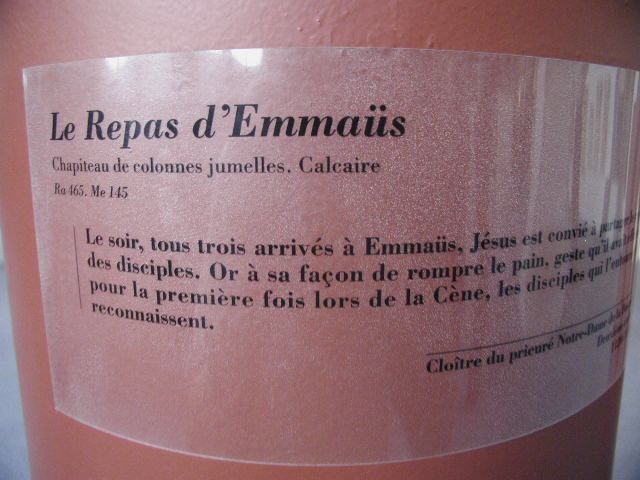 Le Repas d'Emmaüs
Chapiteau de colonnes jumelles. Calcaire
Ra 465. Me 145
Le soir, tous trois arrivés à Emmaüs, Jésus est convié à
des disciples. Or à sa façon de rompre le pain, geste qu'il
pour la première fois lors de la Cène, les disciples qui
reconnaissent.
Cloître du prieuré Notre-Dame de la